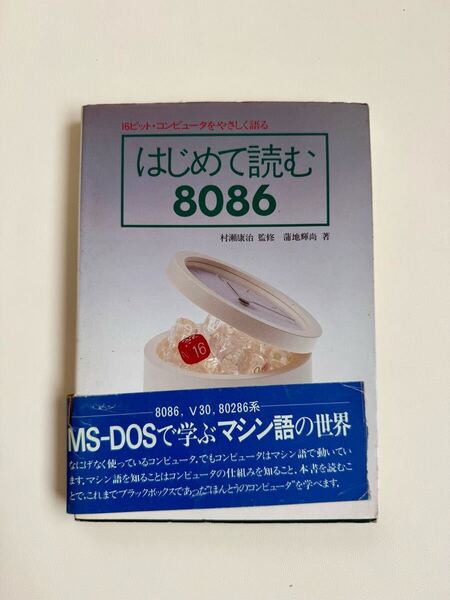 16ビット・コンピュータをやさしく語る
はじめて読む
8086
村瀬康治 監修 蒲地輝尚 著
16
8086, V30, 80286系
MS-DOSで学ぶマシン語の世界
なにげなく使っているコンピュータ。でもコンピュータはマシン語で動いてい
ます。マシン語を知ることはコンピュータの仕組みを知ること。本書を読むこ
とで、これまでブラックボックスであった"ほんとうのコンピュータ"を学べます。